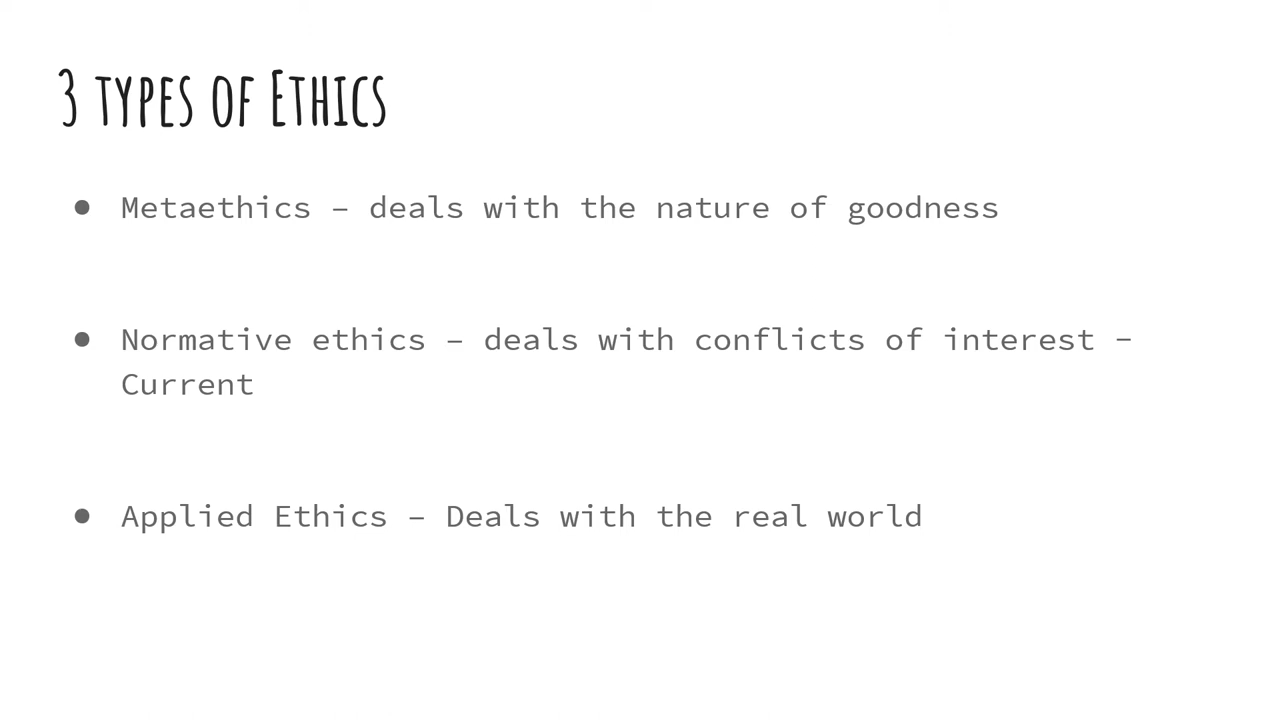 3 types of Ethics
● Metaethics – deals with the nature of goodness
● Normative ethics – deals with conflicts of interest –
Current
● Applied Ethics – Deals with the real world